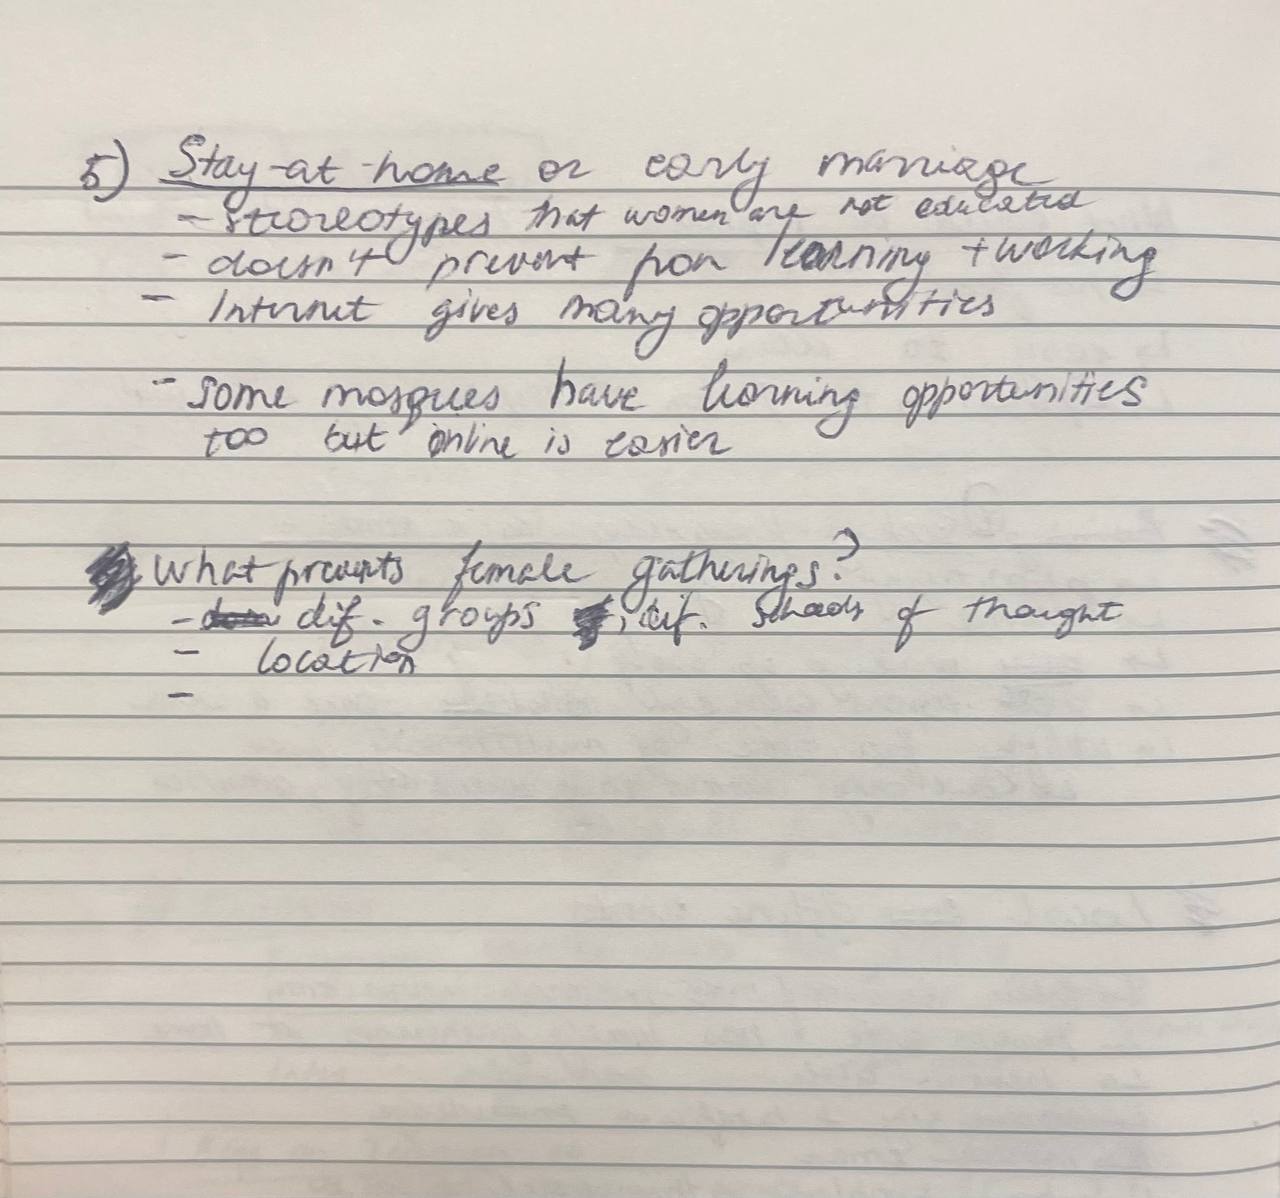 5) Stay-at-home or early marriage
- Stereotypes that women are not educated
- doesn't prevent from learning + working
- Internet gives many opportunities
- some mosques have learning opportunities
too but online is easier
What prevents female gatherings?
- dif. groups, dif. schools of thought
- location
-